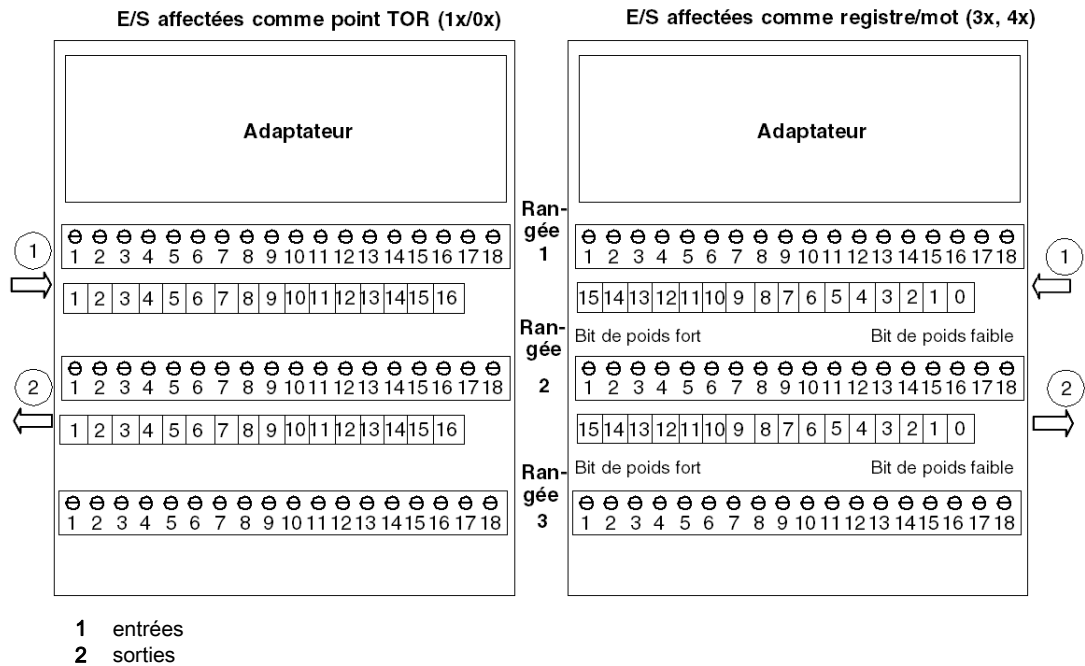 E/S affectées comme point TOR (1x/0x)
E/S affectées comme registre/mot (3x, 4x)
Adaptateur
Adaptateur
Ran-
gée
1
1
1 2 3 4 5 6 7 8 9 10 11 12 13 14 15 16 17 18
1 2 3 4 5 6 7 8 9 10 11 12 13 14 15 16 17 18
1
1 2 3 4 5 6 7 8 9 10 11 12 13 14 15 16
15 14 13 12 11 10 9 8 7 6 5 4 3 2 1 0
Ran-
gée
2
Bit de poids fort
Bit de poids faible
2
1 2 3 4 5 6 7 8 9 10 11 12 13 14 15 16 17 18
1 2 3 4 5 6 7 8 9 10 11 12 13 14 15 16 17 18
2
1 2 3 4 5 6 7 8 9 10 11 12 13 14 15 16
15 14 13 12 11 10 9 8 7 6 5 4 3 2 1 0
Ran-
gée
3
Bit de poids fort
Bit de poids faible
1 2 3 4 5 6 7 8 9 10 11 12 13 14 15 16 17 18
1 2 3 4 5 6 7 8 9 10 11 12 13 14 15 16 17 18
1 entrées
2 sorties